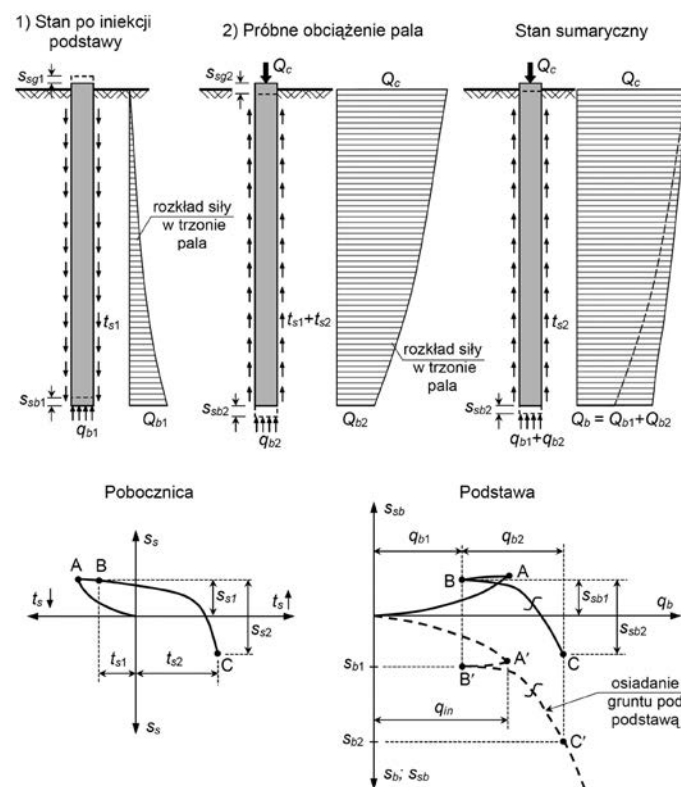 1) Stan po iniekcji
podstawy
2) Próbne obciążenie pala
Stan sumaryczny
s_sg1
s_sg2
Q_c
Q_c
Q_c
Q_c
rozkład siły
w trzonie
pala
t_s1
t_s1+t_s2
rozkład siły
w trzonie
pala
t_s2
s_sb1
q_b1
Q_b1
s_sb2
q_b2
Q_b2
s_sb2
q_b1+q_b2
Q_b = Q_b1+Q_b2
Pobocznica
s_s
A
B
t_s
t_s
s_s1
s_s2
t_s1
t_s2
C
s_s
Podstawa
s_sb
q_b1
q_b2
A
B
s_sb1
q_b
s_sb2
C
A'
s_b1
B'
q_in
osiadanie
gruntu pod
podstawą
s_b2
C'
s_b; s_sb